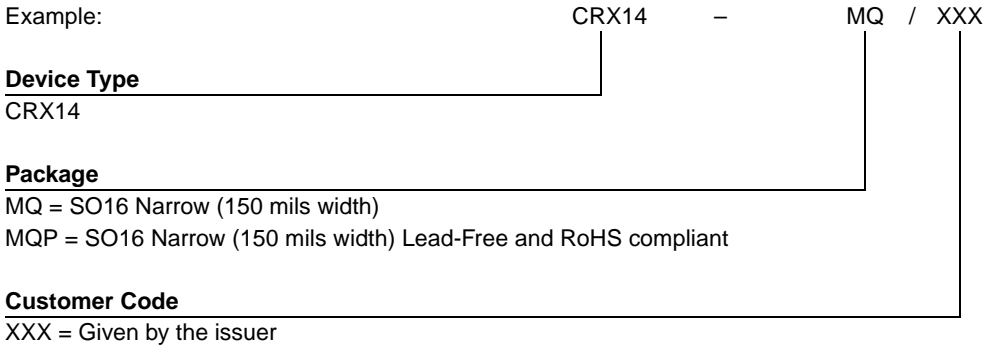 Example: CRX14 – MQ / XXX
Device Type
CRX14
Package
MQ = SO16 Narrow (150 mils width)
MQP = SO16 Narrow (150 mils width) Lead-Free and RoHS compliant
Customer Code
XXX = Given by the issuer